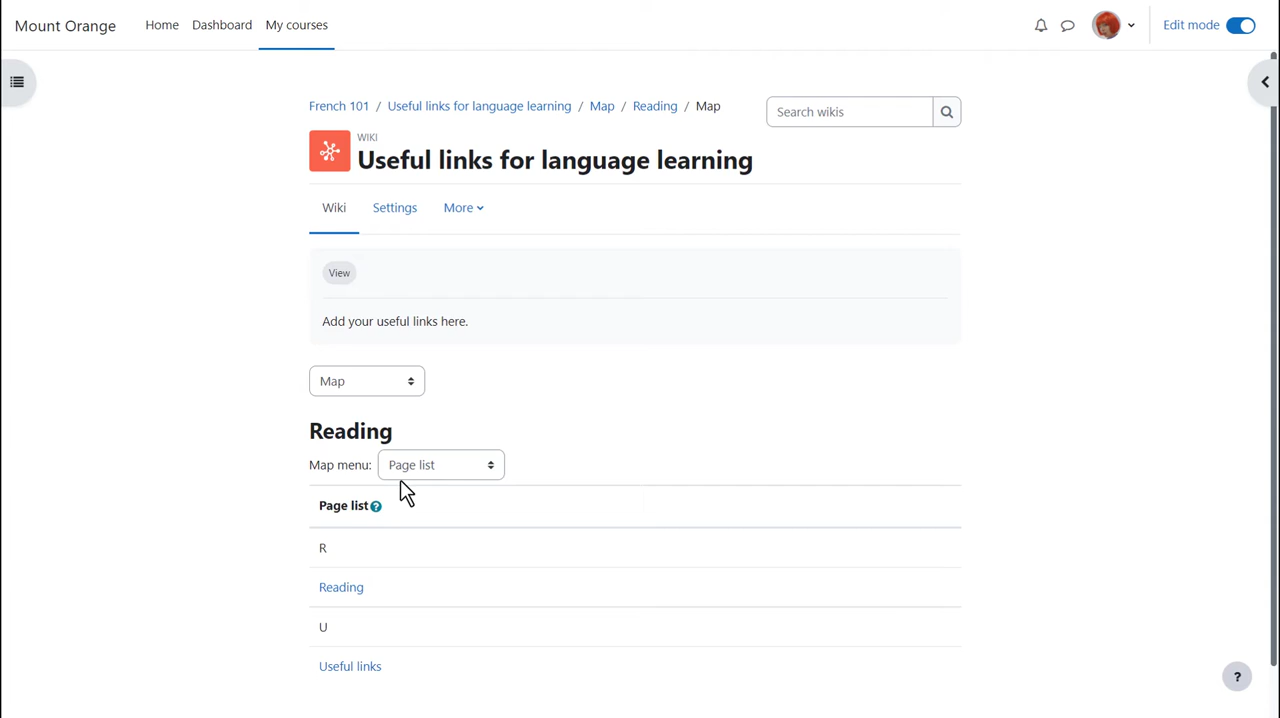 Mount Orange Home Dashboard My courses Edit mode
French 101 / Useful links for language learning / Map / Reading / Map
Search wikis
WIKI
Useful links for language learning
Wiki Settings More
View
Add your useful links here.
Map
Reading
Map menu: Page list
Page list ?
R
Reading
U
Useful links
?